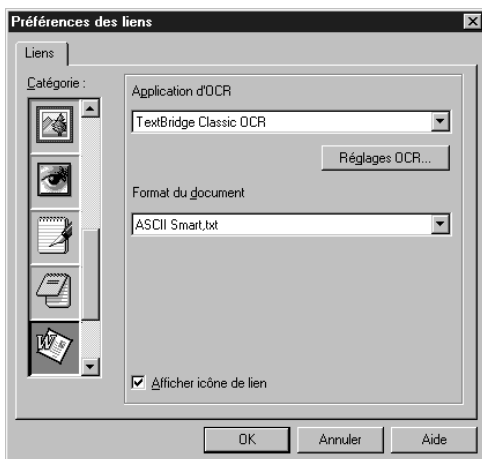 Préférences des liens
Liens
Catégorie :
Application d'OCR
TextBridge Classic OCR
Réglages OCR...
Format du document
ASCII Smart,txt
W
Afficher icône de lien
OK
Annuler
Aide